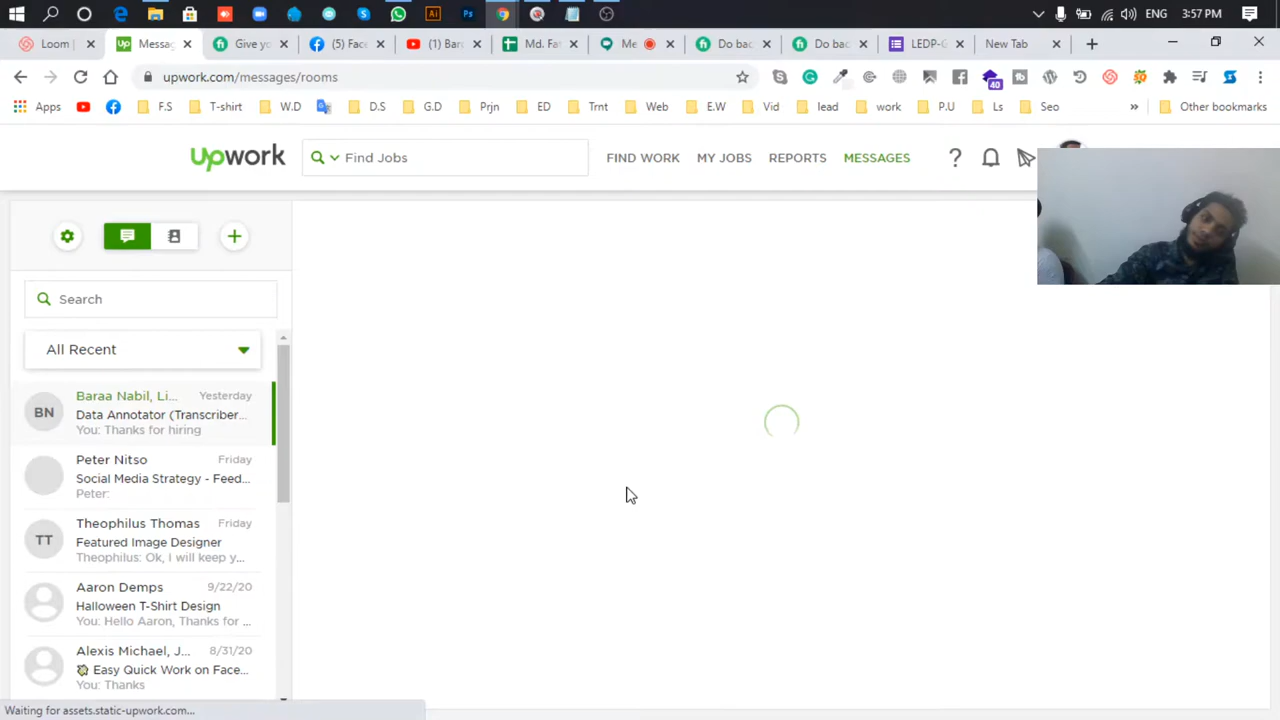 ENG 3:57 PM
Loom |
Messa
Give yo
(5) Face
(1) Bar
Md. Fa
Me
Do bac
Do bac
LEDP-G
New Tab
upwork.com/messages/rooms
40
Apps
F.S
T-shirt
W.D
D.S
G.D
Prjn
ED
Trnt
Web
E.W
Vid
lead
work
P.U
Ls
Seo
»
Other bookmarks
upwork
Find Jobs
FIND WORK
MY JOBS
REPORTS
MESSAGES
Search
All Recent
BN
Baraa Nabil, Li... Yesterday
Data Annotator (Transcriber...
You: Thanks for hiring
Peter Nitso Friday
Social Media Strategy - Feed...
Peter:
TT
Theophilus Thomas Friday
Featured Image Designer
Theophilus: Ok, I will keep y...
Aaron Demps 9/22/20
Halloween T-Shirt Design
You: Hello Aaron, Thanks for ...
Alexis Michael, J... 8/31/20
Easy Quick Work on Face...
You: Thanks
Waiting for assets.static-upwork.com...